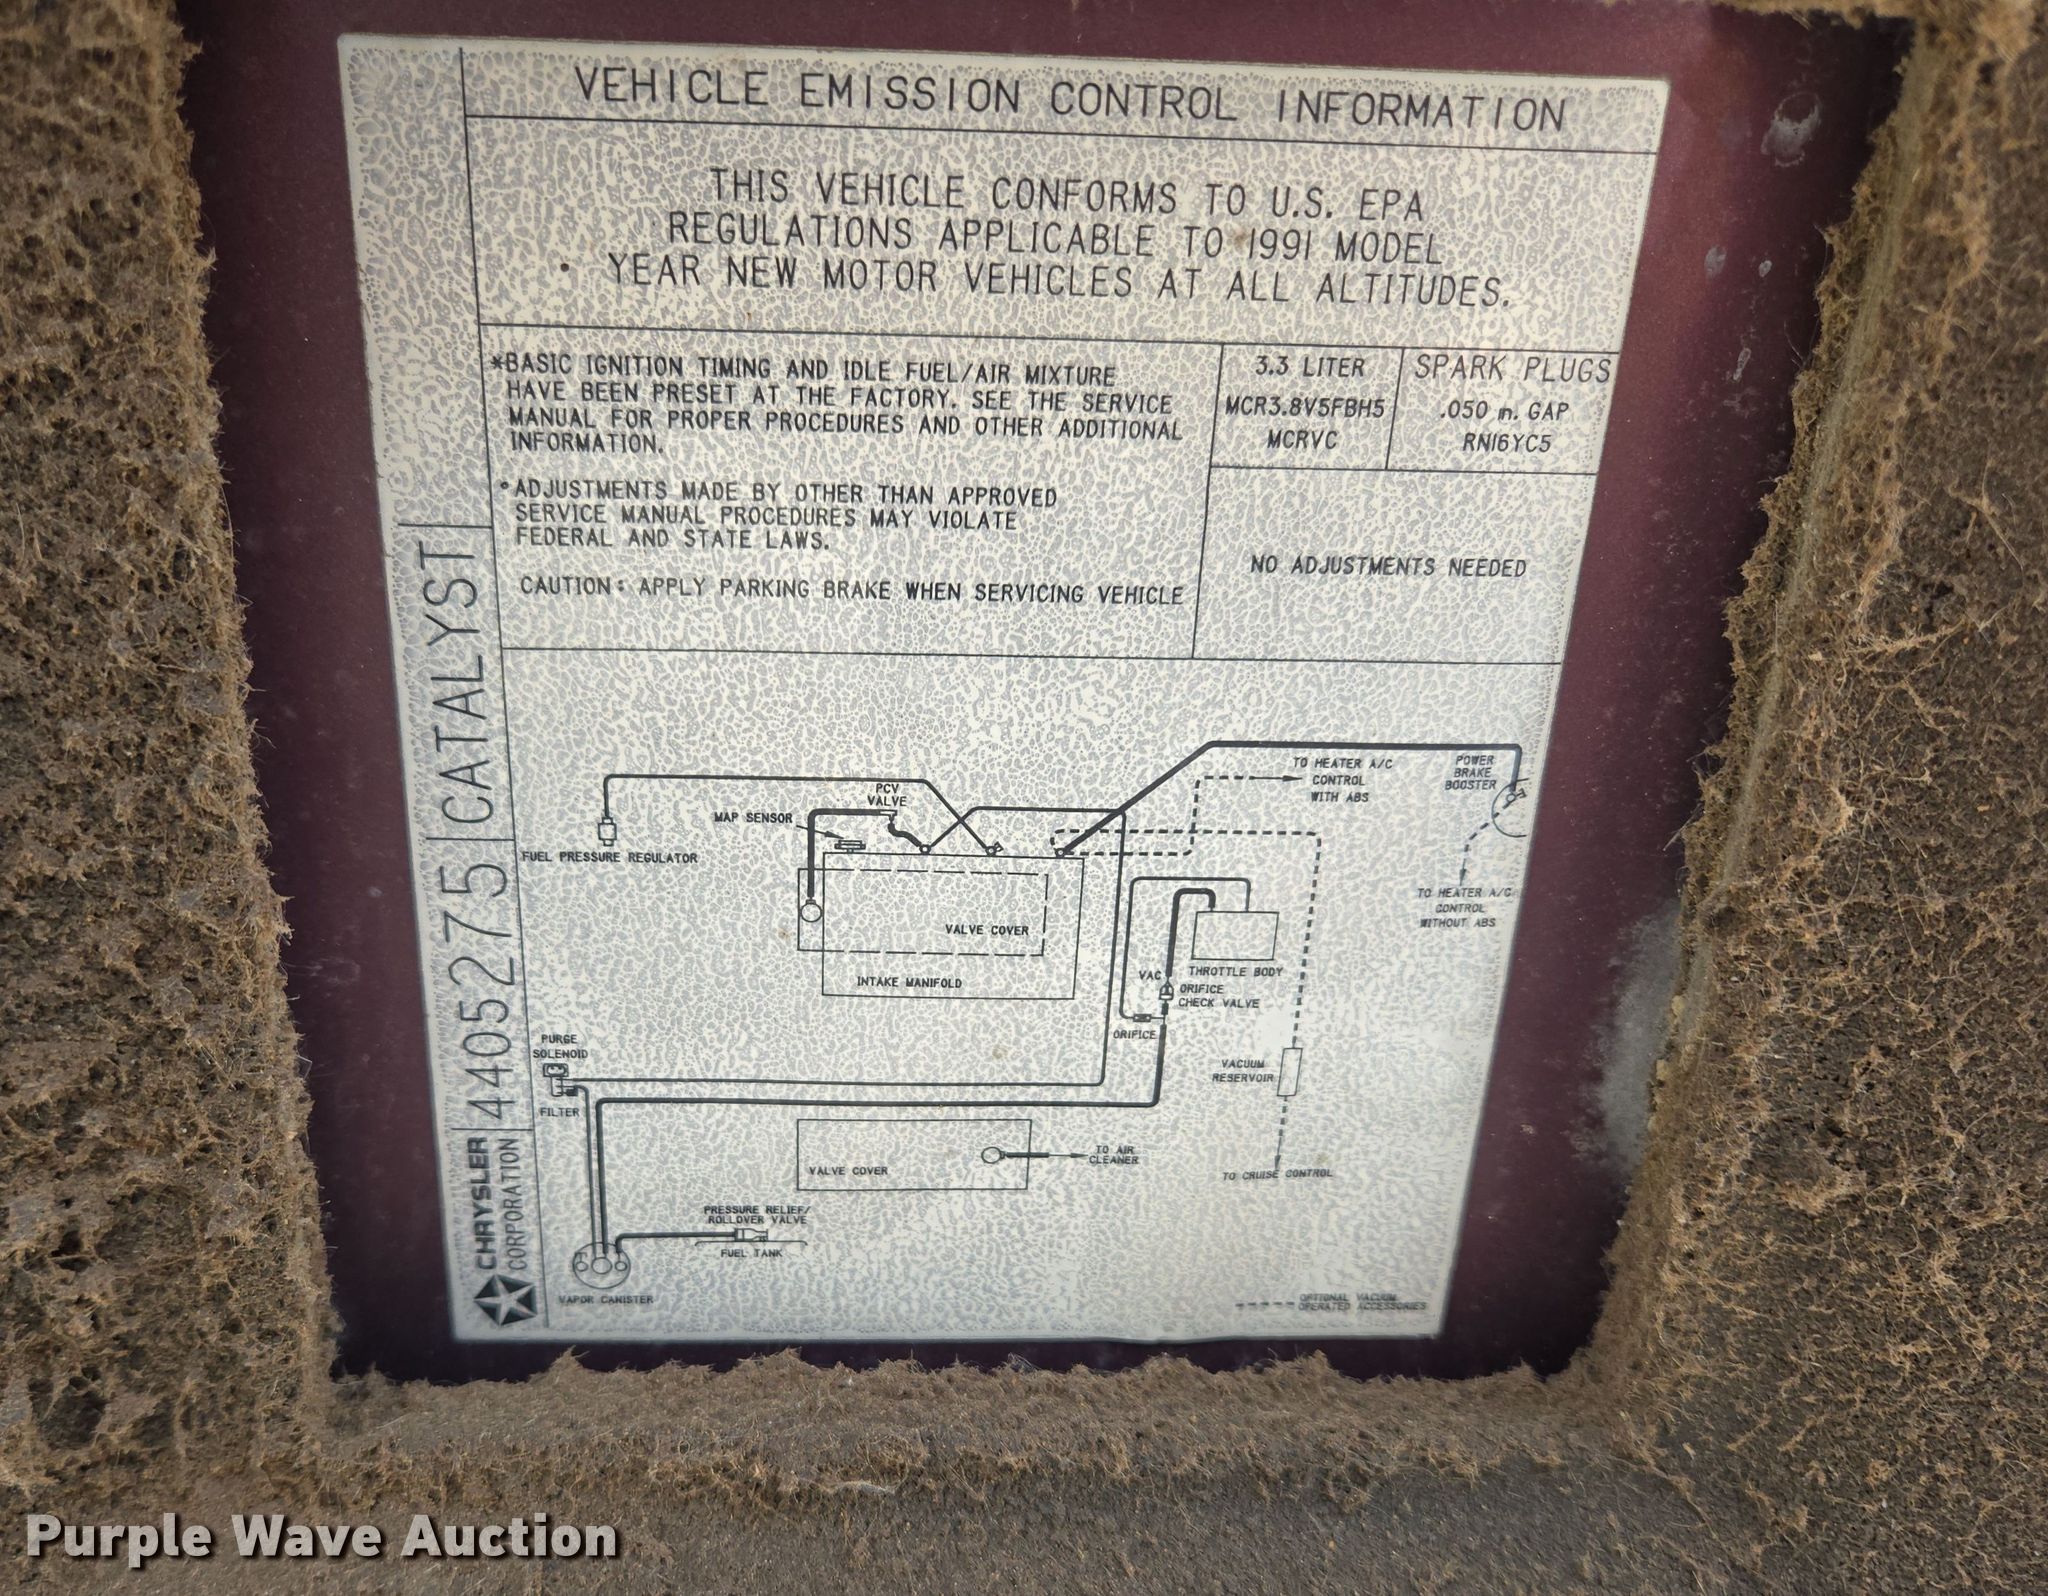 VEHICLE EMISSION CONTROL INFORMATION
THIS VEHICLE CONFORMS TO U.S. EPA
REGULATIONS APPLICABLE TO 1991 MODEL
YEAR NEW MOTOR VEHICLES AT ALL ALTITUDES.
*BASIC IGNITION TIMING AND IDLE FUEL/AIR MIXTURE
HAVE BEEN PRESET AT THE FACTORY. SEE THE SERVICE
MANUAL FOR PROPER PROCEDURES AND OTHER ADDITIONAL
INFORMATION.
°ADJUSTMENTS MADE BY OTHER THAN APPROVED
SERVICE MANUAL PROCEDURES MAY VIOLATE
FEDERAL AND STATE LAWS.
CAUTION: APPLY PARKING BRAKE WHEN SERVICING VEHICLE
3.3 LITER
MCR3.8V5FBH5
MCRVC
SPARK PLUGS
.050 in. GAP
RN16YC5
NO ADJUSTMENTS NEEDED
CATALYST
4405275
CHRYSLER
CORPORATION
PCV
VALVE
MAP SENSOR
FUEL PRESSURE REGULATOR
TO HEATER A/C
CONTROL
WITH ABS
POWER
BRAKE
BOOSTER
TO HEATER A/C
CONTROL
WITHOUT ABS
VALVE COVER
INTAKE MANIFOLD
THROTTLE BODY
VAC
ORIFICE
CHECK VALVE
ORIFICE
PURGE
SOLENOID
FILTER
VACUUM
RESERVOIR
VALVE COVER
TO AIR
CLEANER
TO CRUISE CONTROL
PRESSURE RELIEF/
ROLLOVER VALVE
FUEL TANK
VAPOR CANISTER
OPTIONAL VACUUM
OPERATED ACCESSORIES
Purple Wave Auction